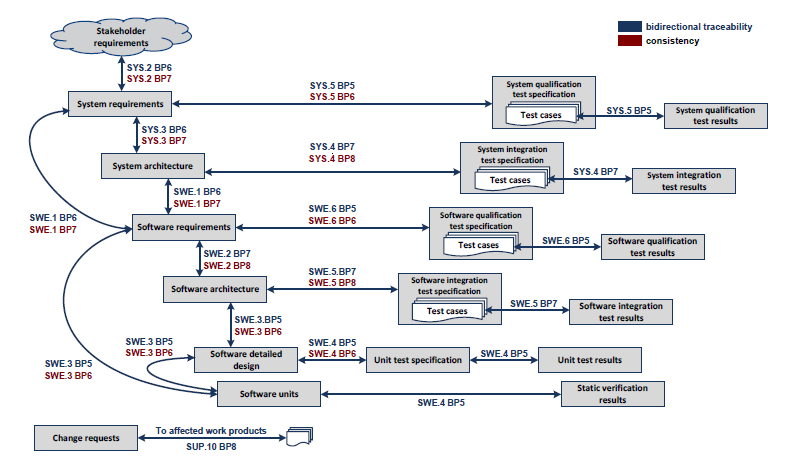 Stakeholder
requirements
bidirectional traceability
consistency
SYS.2 BP6
SYS.2 BP7
System requirements
SYS.5 BP5
SYS.5 BP6
System qualification
test specification
Test cases
SYS.5 BP5
System qualification
test results
SYS.3 BP6
SYS.3 BP7
System architecture
SYS.4 BP7
SYS.4 BP8
System integration
test specification
Test cases
SYS.4 BP7
System integration
test results
SWE.1 BP6
SWE.1 BP7
SWE.1 BP6
SWE.1 BP7
Software requirements
SWE.6 BP5
SWE.6 BP6
Software qualification
test specification
Test cases
SWE.6 BP5
Software qualification
test results
SWE.2 BP7
SWE.2 BP8
Software architecture
SWE.5.BP7
SWE.5 BP8
Software integration
test specification
Test cases
SWE.5 BP7
Software integration
test results
SWE.3.BP5
SWE.3 BP6
SWE.3 BP5
SWE.3 BP6
Software detailed
design
SWE.4 BP5
SWE.4 BP6
Unit test specification
SWE.4 BP5
Unit test results
SWE.3 BP5
SWE.3 BP6
Software units
SWE.4 BP5
Static verification
results
Change requests
To affected work products
SUP.10 BP8